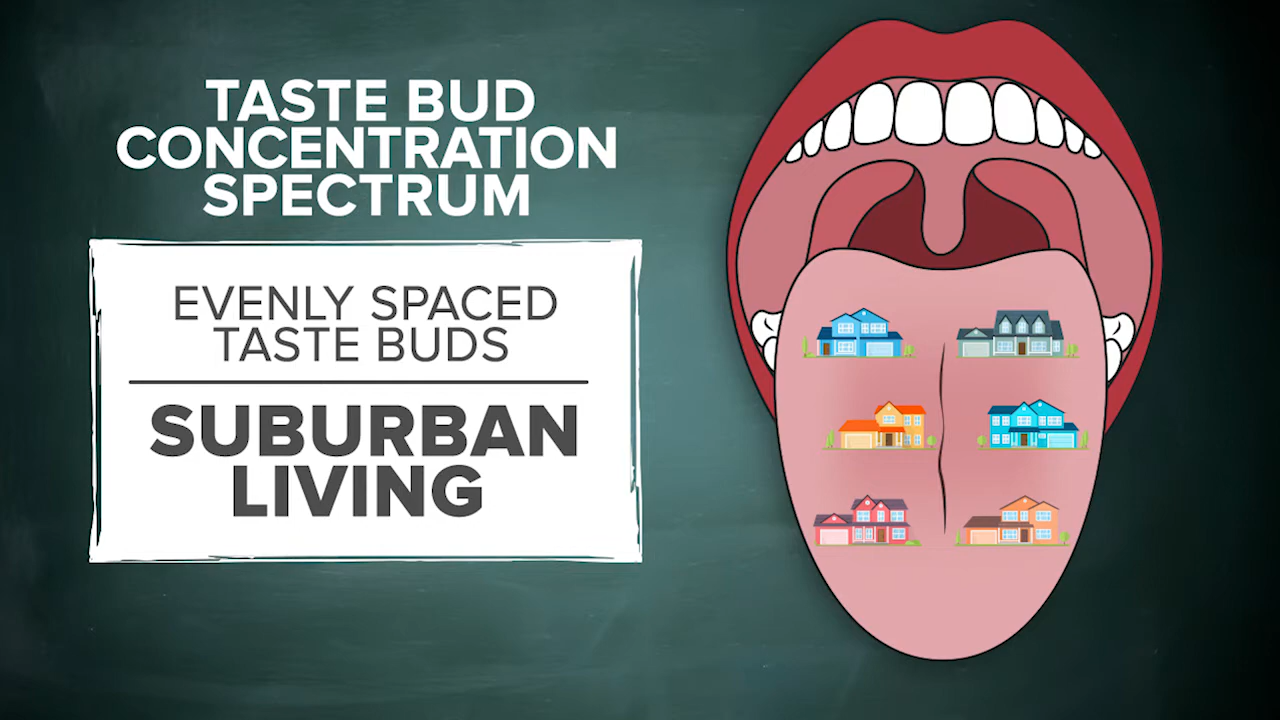 TASTE BUD
CONCENTRATION
SPECTRUM
EVENLY SPACED
TASTE BUDS
SUBURBAN
LIVING